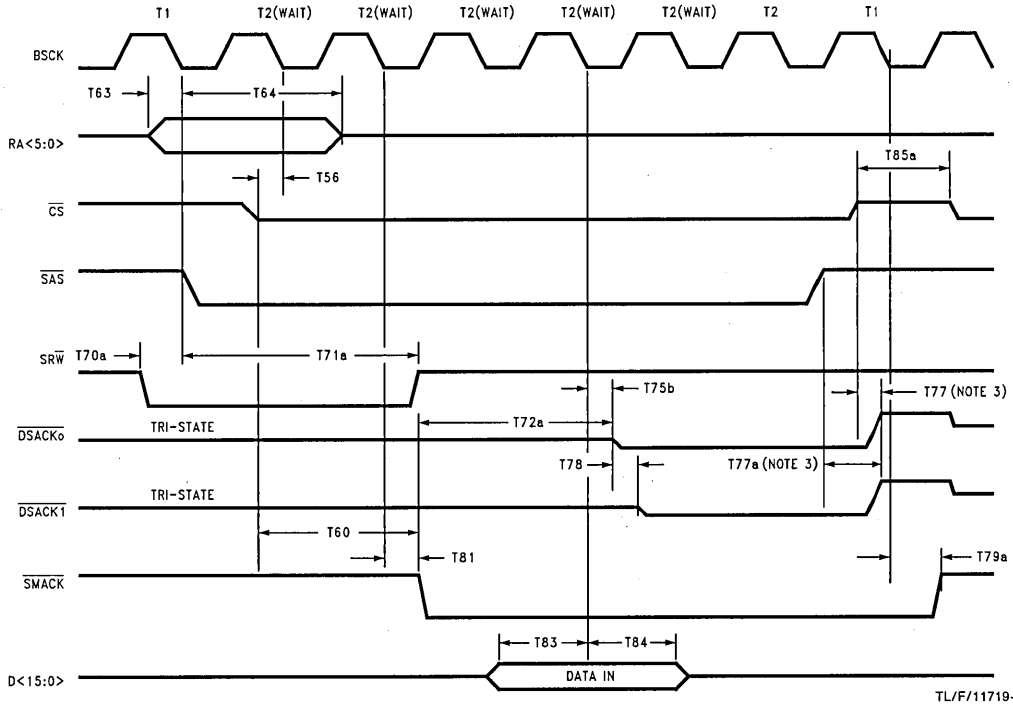 T1 T2(WAIT) T2(WAIT) T2(WAIT) T2(WAIT) T2(WAIT) T2 T1
BSCK
T63 T64
RA<5:0>
T85a
T56
CS
SAS
SRW T70a T71a
T75b T77 (NOTE 3)
T72a
TRI-STATE
DSACK0
T78 T77a (NOTE 3)
TRI-STATE
DSACK1
T60
T81 T79a
SMACK
T83 T84
D<15:0> DATA IN
TL/F/11719-